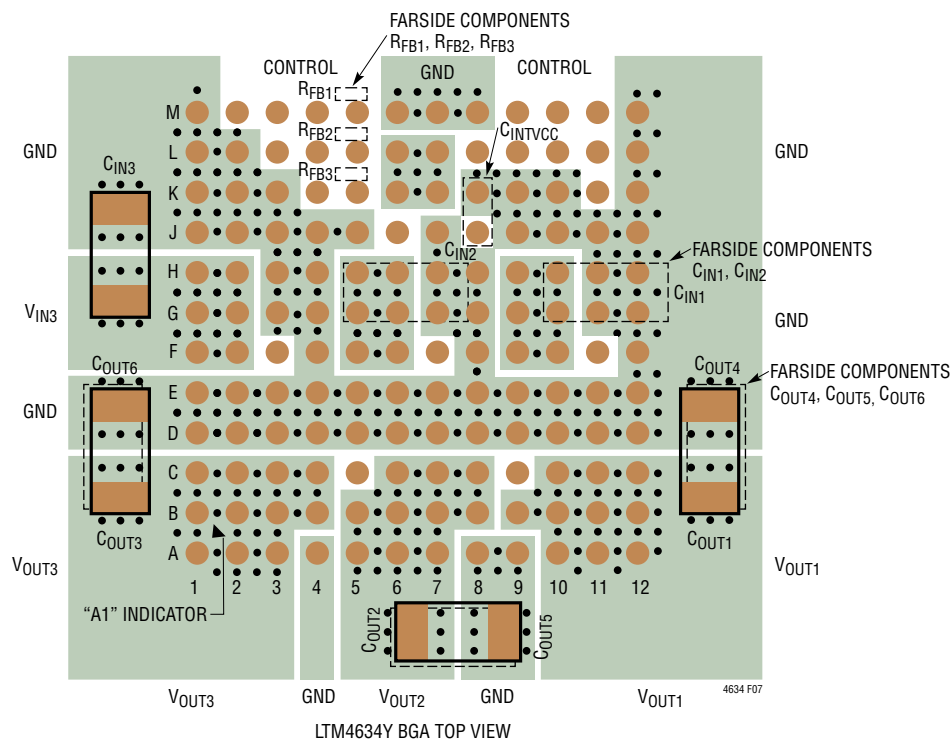 FARSIDE COMPONENTS
RFB1, RFB2, RFB3
CONTROL
GND
CONTROL
RFB1
CINTVCC
M
RFB2
GND
L
GND
CIN3
RFB3
K
J
CIN2
FARSIDE COMPONENTS
CIN1, CIN2
H
CIN1
VIN3
G
GND
F
COUT6
COUT4
FARSIDE COMPONENTS
COUT4, COUT5, COUT6
E
GND
D
C
B
COUT3
COUT1
A
VOUT3
VOUT1
1 2 3 4 5 6 7 8 9 10 11 12
"A1" INDICATOR
COUT2
COUT5
VOUT3
GND
VOUT2
GND
VOUT1
4634 F07
LTM4634Y BGA TOP VIEW